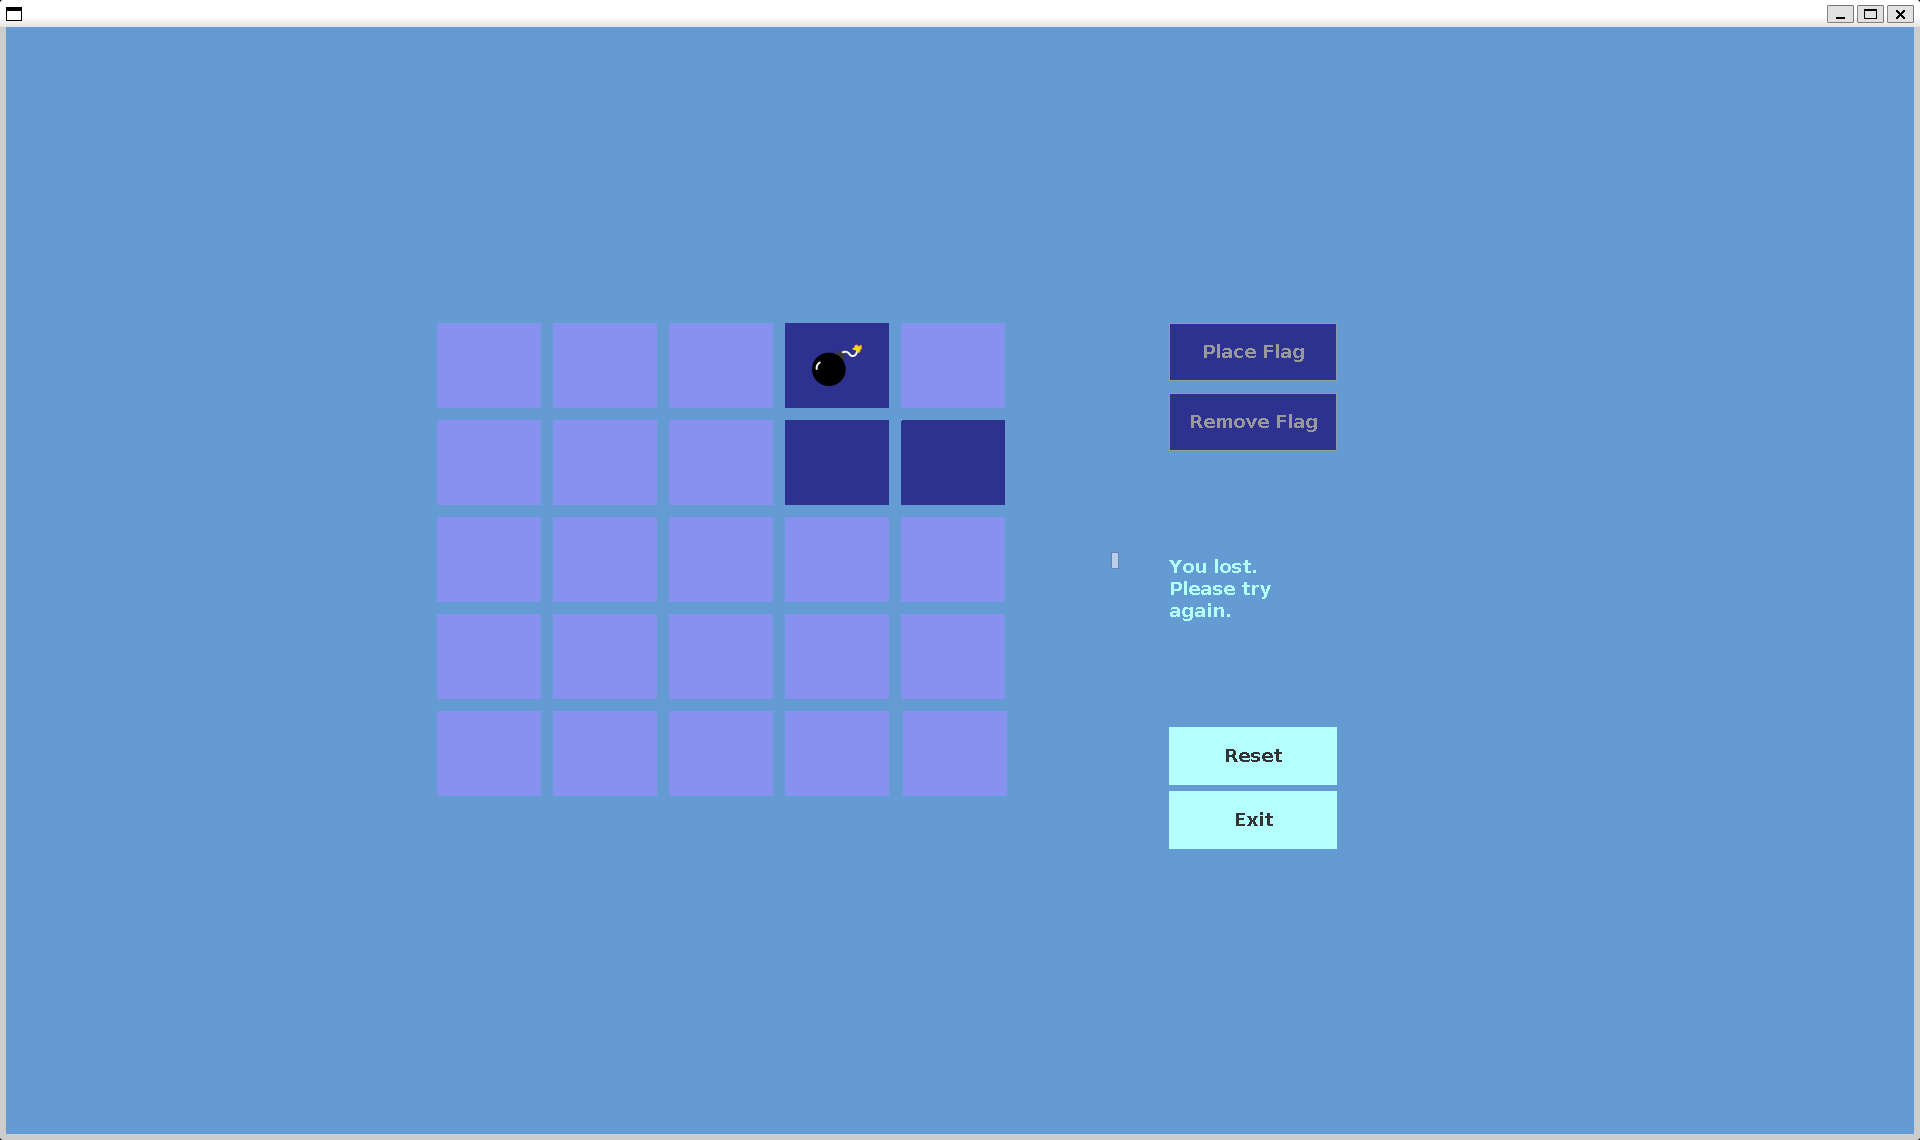 Place Flag
Remove Flag
You lost.
Please try
again.
Reset
Exit